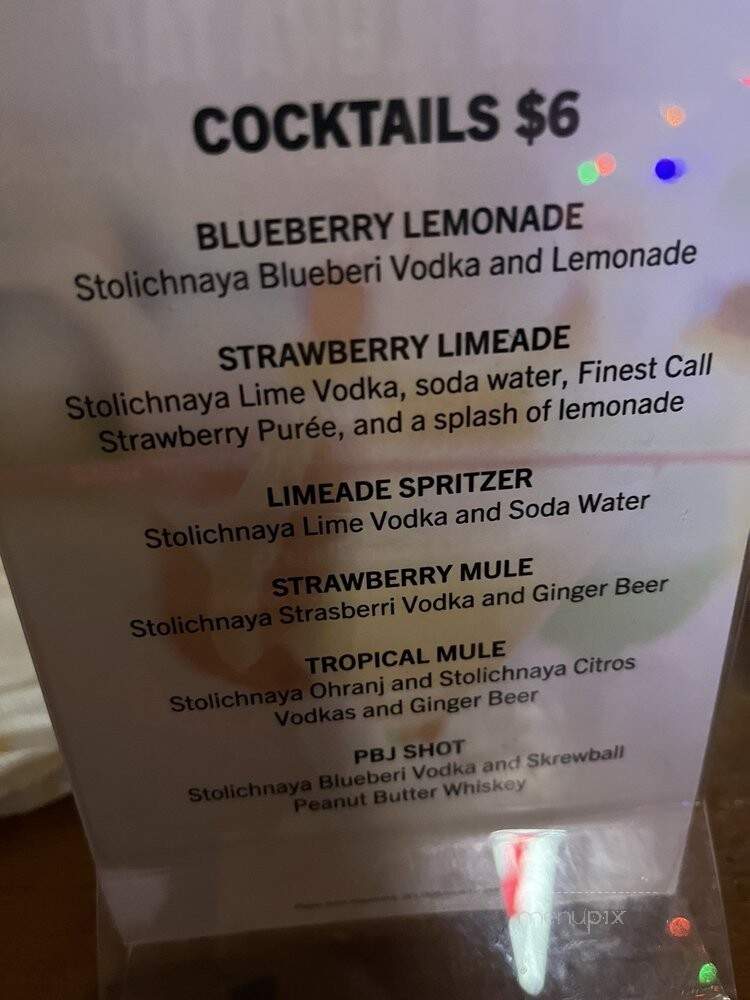 COCKTAILS $6
BLUEBERRY LEMONADE
Stolichnaya Blueberi Vodka and Lemonade
STRAWBERRY LIMEADE
Stolichnaya Lime Vodka, soda water, Finest Call
Strawberry Purée, and a splash of lemonade
LIMEADE SPRITZER
Stolichnaya Lime Vodka and Soda Water
STRAWBERRY MULE
Stolichnaya Strasberri Vodka and Ginger Beer
TROPICAL MULE
Stolichnaya Ohranj and Stolichnaya Citros
Vodkas and Ginger Beer
PBJ SHOT
Stolichnaya Blueberi Vodka and Skrewball
Peanut Butter Whiskey
menupix